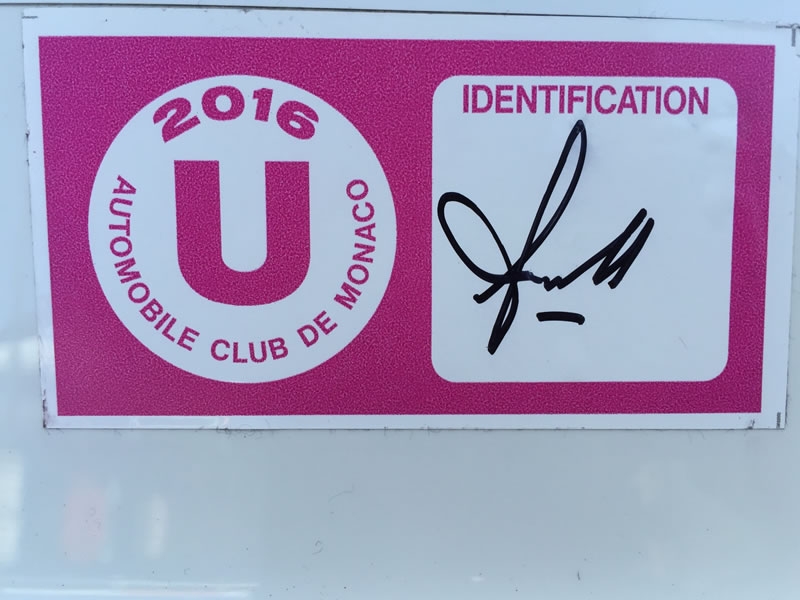 2016
U
AUTOMOBILE CLUB DE MONACO
IDENTIFICATION